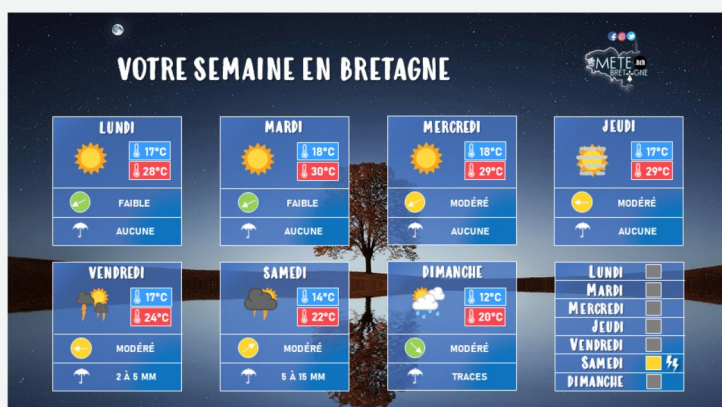 VOTRE SEMAINE EN BRETAGNE
METE BZH
BRETAGNE
LUNDI
17°C
28°C
FAIBLE
AUCUNE
MARDI
18°C
30°C
FAIBLE
AUCUNE
MERCREDI
18°C
29°C
MODÉRÉ
AUCUNE
JEUDI
17°C
29°C
MODÉRÉ
AUCUNE
VENDREDI
17°C
24°C
MODÉRÉ
2 À 5 MM
SAMEDI
14°C
22°C
MODÉRÉ
5 À 15 MM
DIMANCHE
12°C
20°C
MODÉRÉ
TRACES
LUNDI
MARDI
MERCREDI
JEUDI
VENDREDI
SAMEDI
DIMANCHE